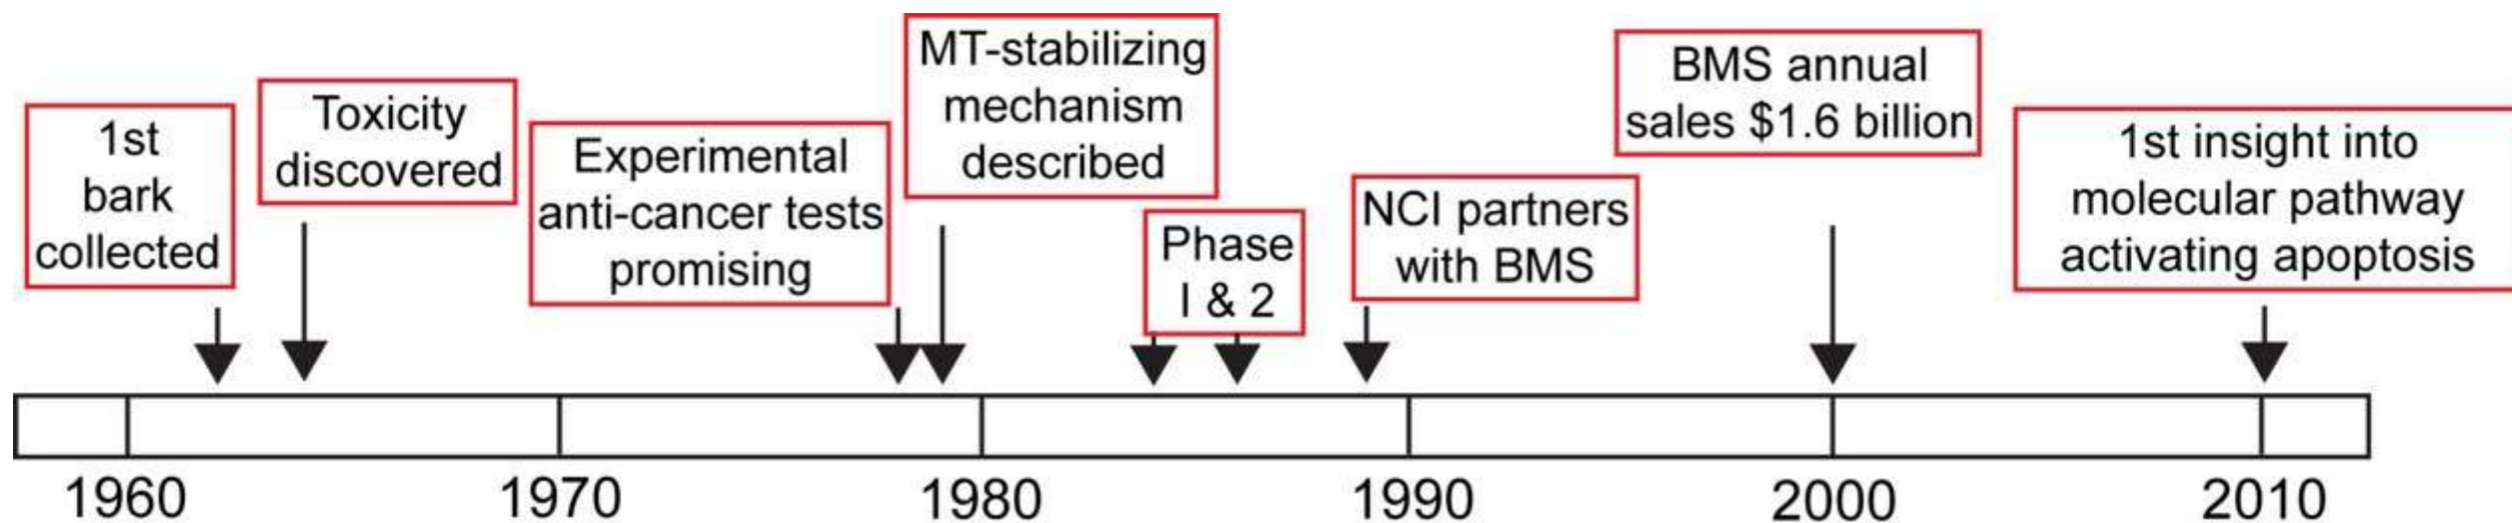 1st
bark
collected
Toxicity
discovered
Experimental
anti-cancer tests
promising
MT-stabilizing
mechanism
described
Phase
I & 2
NCI partners
with BMS
BMS annual
sales $1.6 billion
1st insight into
molecular pathway
activating apoptosis
1960
1970
1980
1990
2000
2010